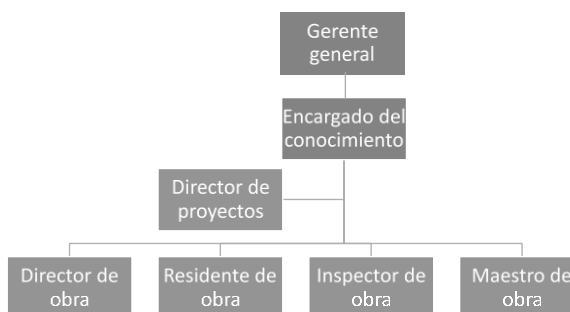 Gerente
general
Encargado del
conocimiento
Director de
proyectos
Director de
obra
Residente de
obra
Inspector de
obra
Maestro de
obra